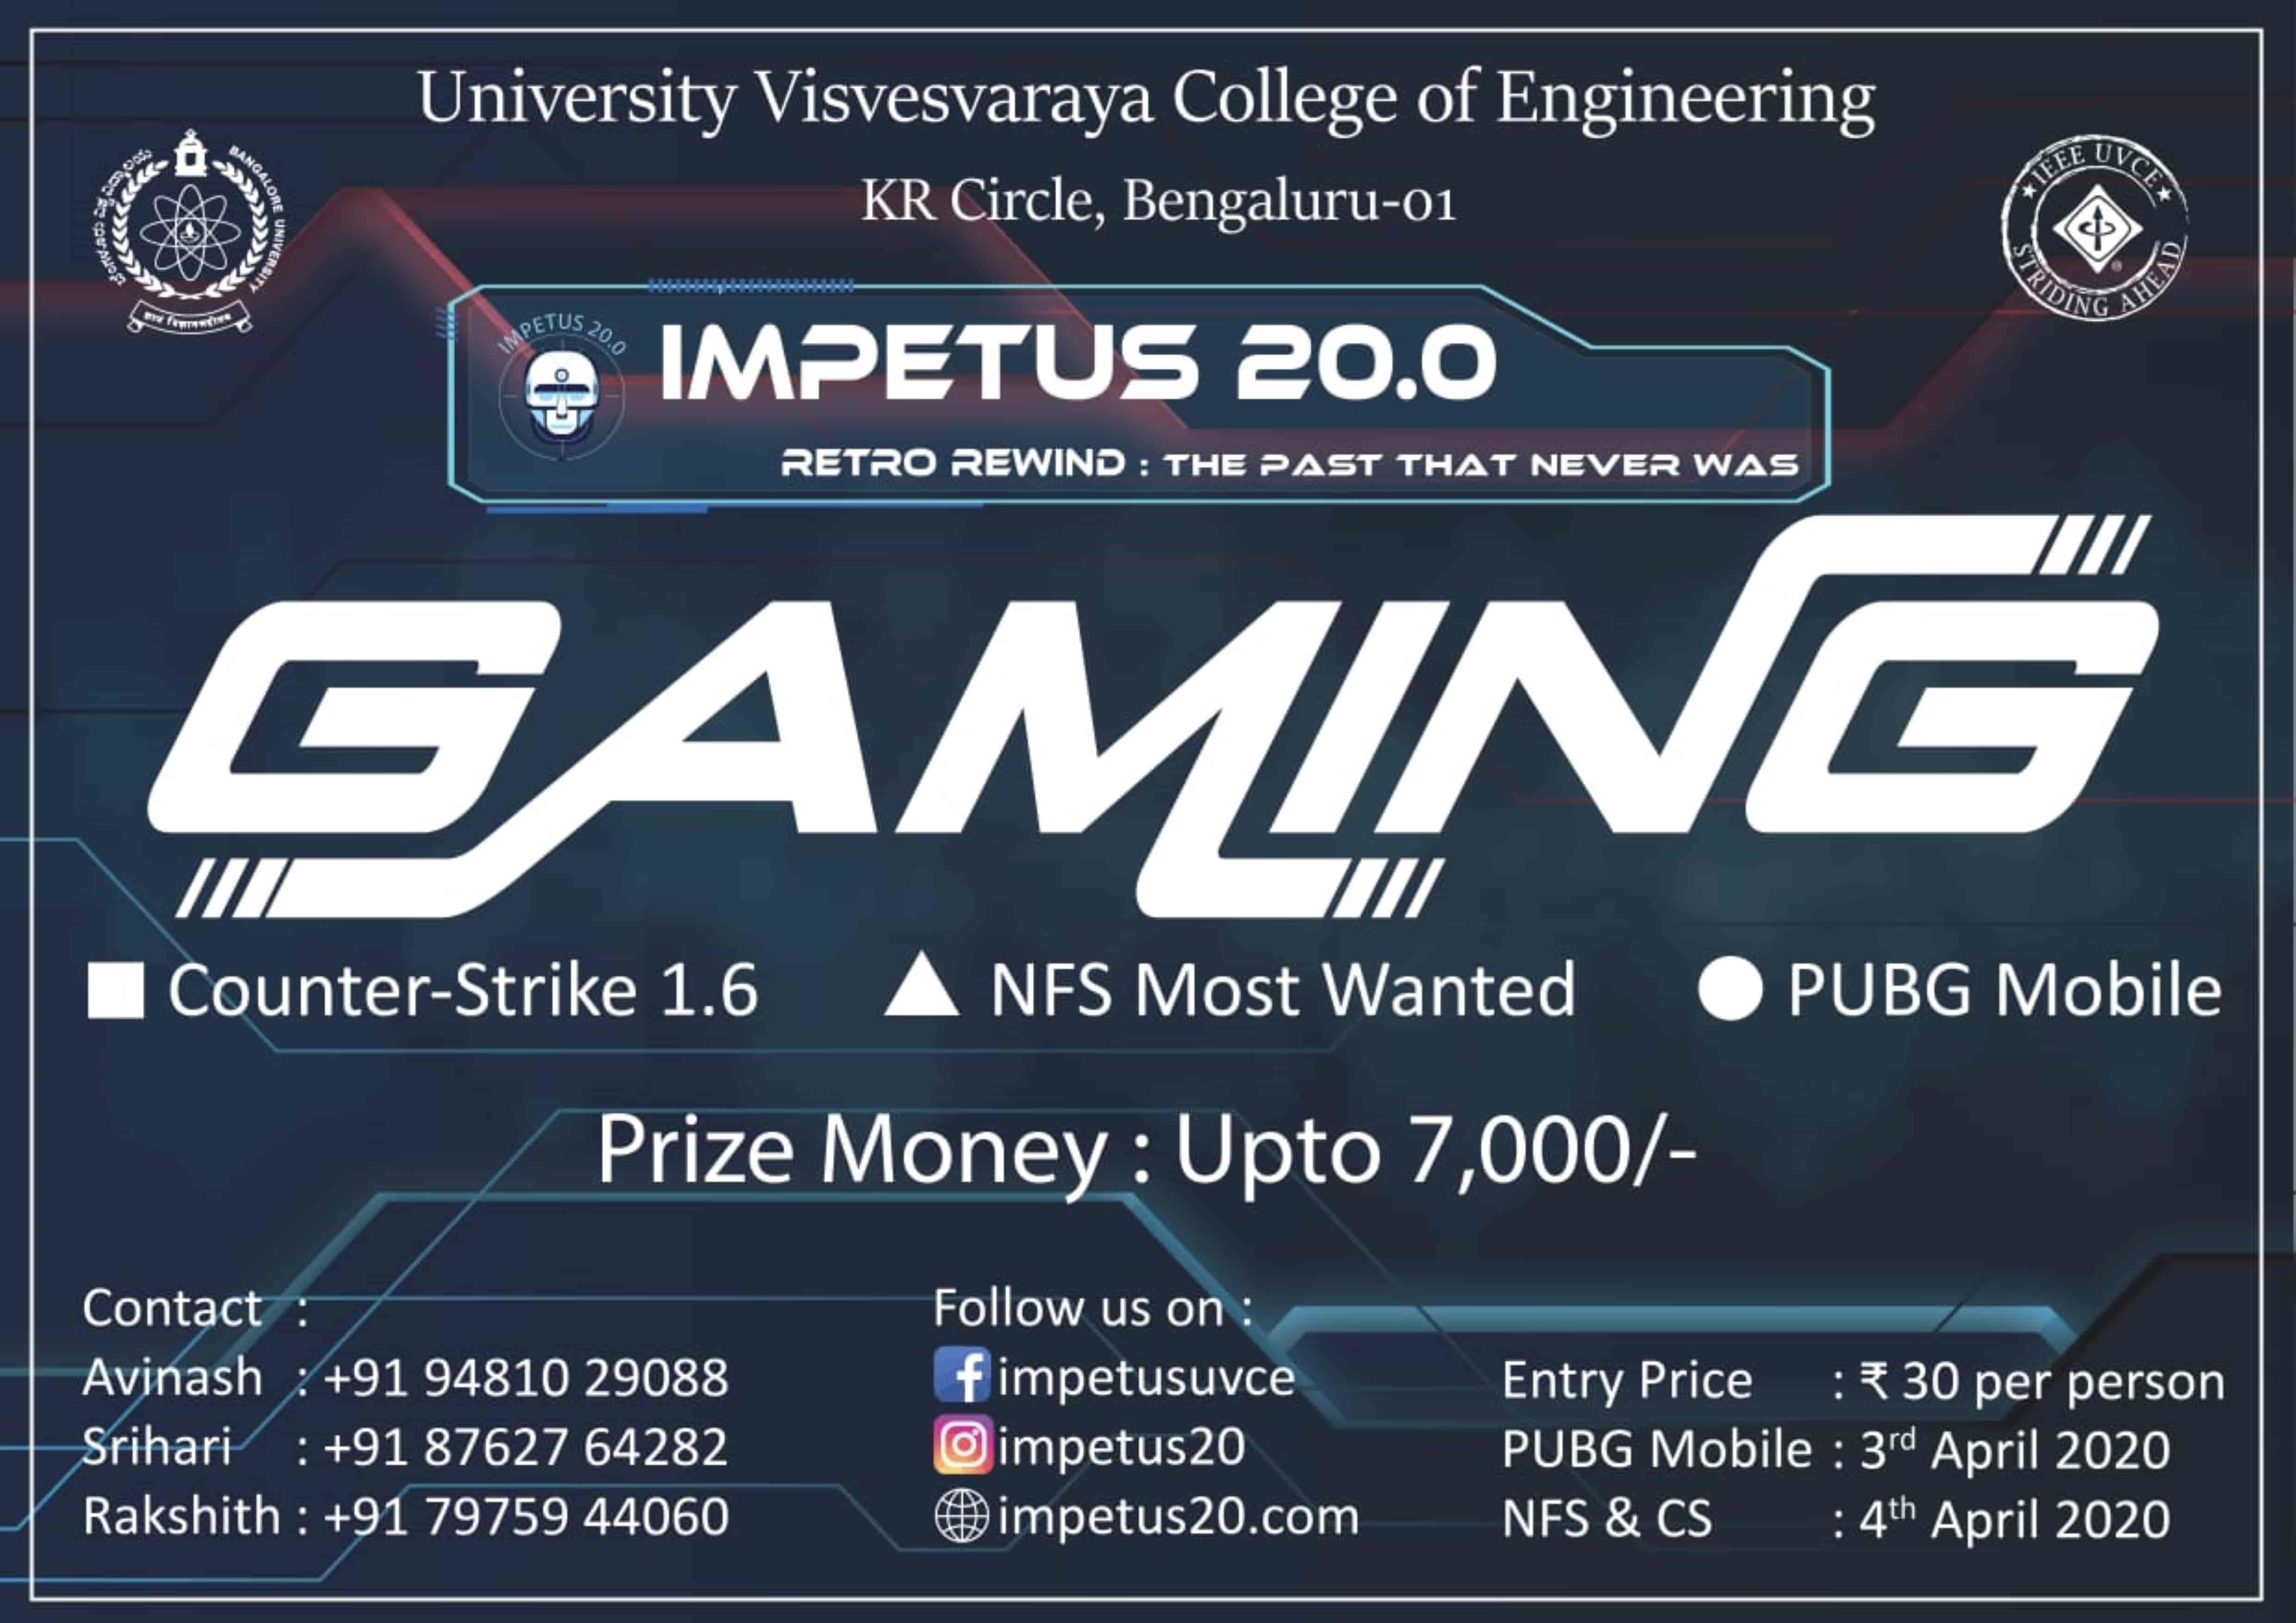 University Visvesvaraya College of Engineering
KR Circle, Bengaluru-01
ಬೆಂಗಳೂರು ವಿಶ್ವವಿದ್ಯಾಲಯ
BANGALORE UNIVERSITY
IEEE UVCE
STRIDING AHEAD
IMPETUS 20.0
IMPETUS 20.0
RETRO REWIND : THE PAST THAT NEVER WAS
GAMING
Counter-Strike 1.6
NFS Most Wanted
PUBG Mobile
Prize Money : Upto 7,000/-
Contact :
Avinash : +91 94810 29088
Srihari : +91 87627 64282
Rakshith : +91 79759 44060
Follow us on :
impetusuvce
impetus20
impetus20.com
Entry Price : ₹ 30 per person
PUBG Mobile : 3rd April 2020
NFS & CS : 4th April 2020